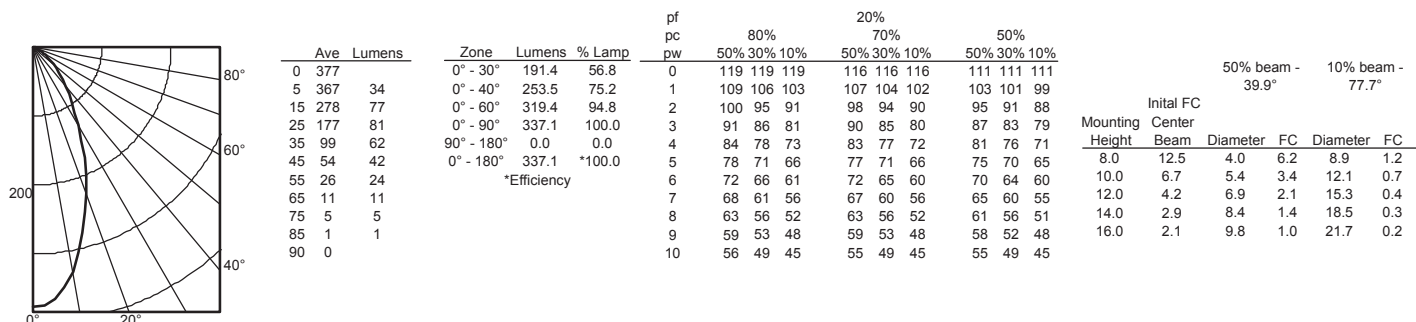 80°
60°
40°
20°
0°
200
Ave Lumens
0 377
5 367 34
15 278 77
25 177 81
35 99 62
45 54 42
55 26 24
65 11 11
75 5 5
85 1 1
90 0
Zone Lumens % Lamp
0° - 30° 191.4 56.8
0° - 40° 253.5 75.2
0° - 60° 319.4 94.8
0° - 90° 337.1 100.0
90° - 180° 0.0 0.0
0° - 180° 337.1 *100.0
*Efficiency
pf 20%
pc 80% 70% 50%
pw 50% 30% 10% 50% 30% 10% 50% 30% 10%
0 119 119 119 116 116 116 111 111 111
1 109 106 103 107 104 102 103 101 99
2 100 95 91 98 94 90 95 91 88
3 91 86 81 90 85 80 87 83 79
4 84 78 73 83 77 72 81 76 71
5 78 71 66 77 71 66 75 70 65
6 72 66 61 72 65 60 70 64 60
7 68 61 56 67 60 56 65 60 55
8 63 56 52 63 56 52 61 56 51
9 59 53 48 59 53 48 58 52 48
10 56 49 45 55 49 45 55 49 45
50% beam - 10% beam -
39.9° 77.7°
Inital FC
Mounting Center
Height Beam Diameter FC Diameter FC
8.0 12.5 4.0 6.2 8.9 1.2
10.0 6.7 5.4 3.4 12.1 0.7
12.0 4.2 6.9 2.1 15.3 0.4
14.0 2.9 8.4 1.4 18.5 0.3
16.0 2.1 9.8 1.0 21.7 0.2